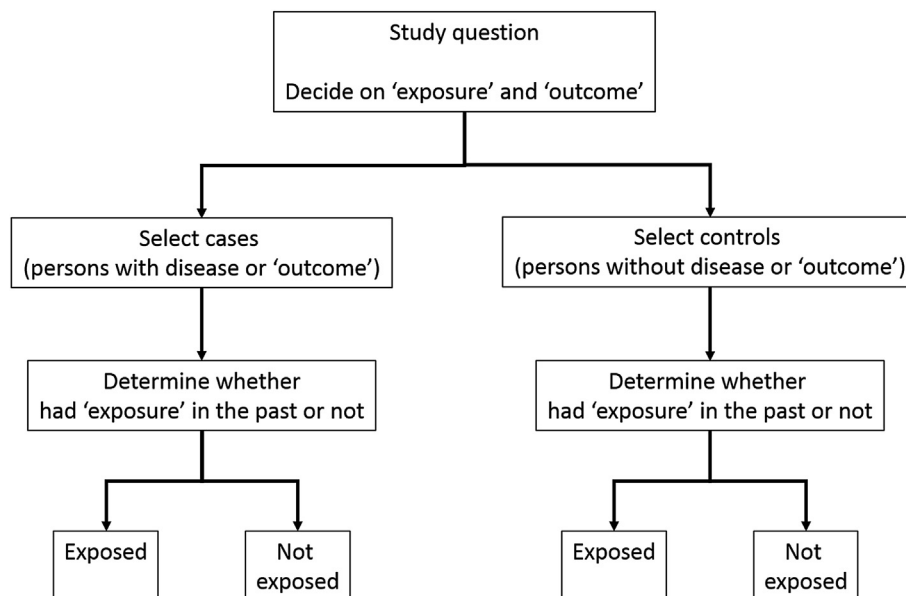 Study question
Decide on ‘exposure’ and ‘outcome’
Select cases
(persons with disease or ‘outcome’)
Select controls
(persons without disease or ‘outcome’)
Determine whether
had ‘exposure’ in the past or not
Determine whether
had ‘exposure’ in the past or not
Exposed
Not
exposed
Exposed
Not
exposed